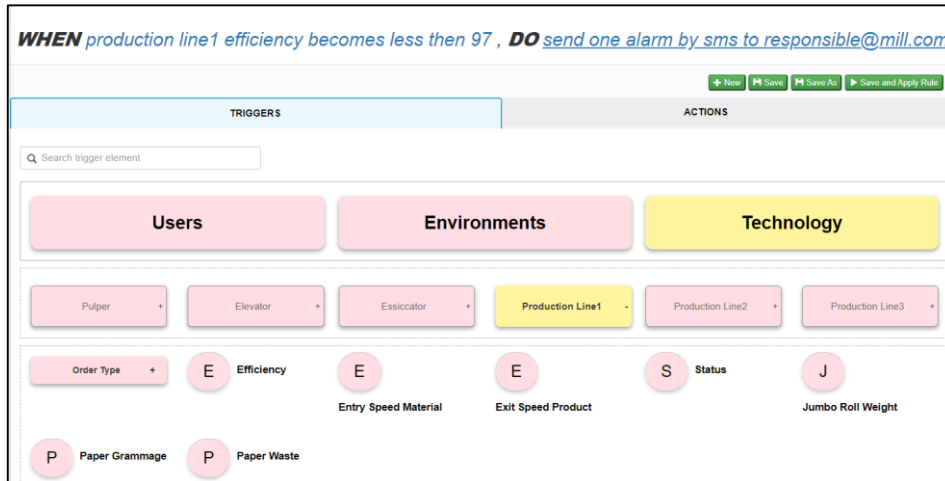 WHEN production line1 efficiency becomes less then 97 , DO send one alarm by sms to responsible@mill.com
+ New Save Save As Save and Apply Rule
TRIGGERS ACTIONS
Search trigger element
Users Environments Technology
Pulper + Elevator + Essiccator + Production Line1 - Production Line2 + Production Line3 +
Order Type + E Efficiency E E S Status J
Entry Speed Material Exit Speed Product Jumbo Roll Weight
P Paper Grammage P Paper Waste